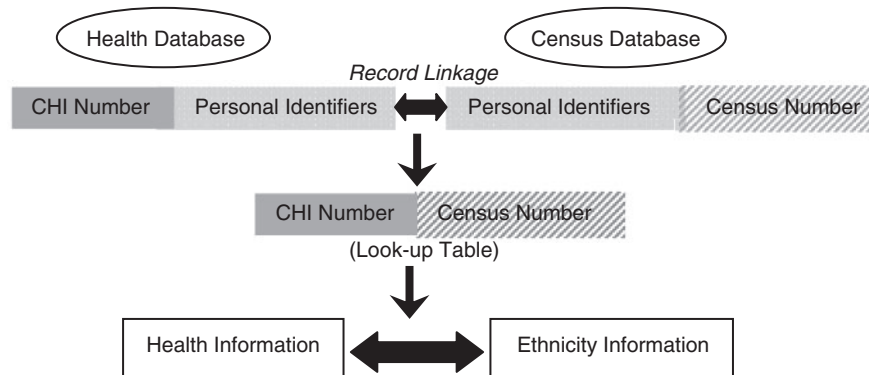 Health Database
Census Database
Record Linkage
CHI Number
Personal Identifiers
Personal Identifiers
Census Number
CHI Number
Census Number
(Look-up Table)
Health Information
Ethnicity Information